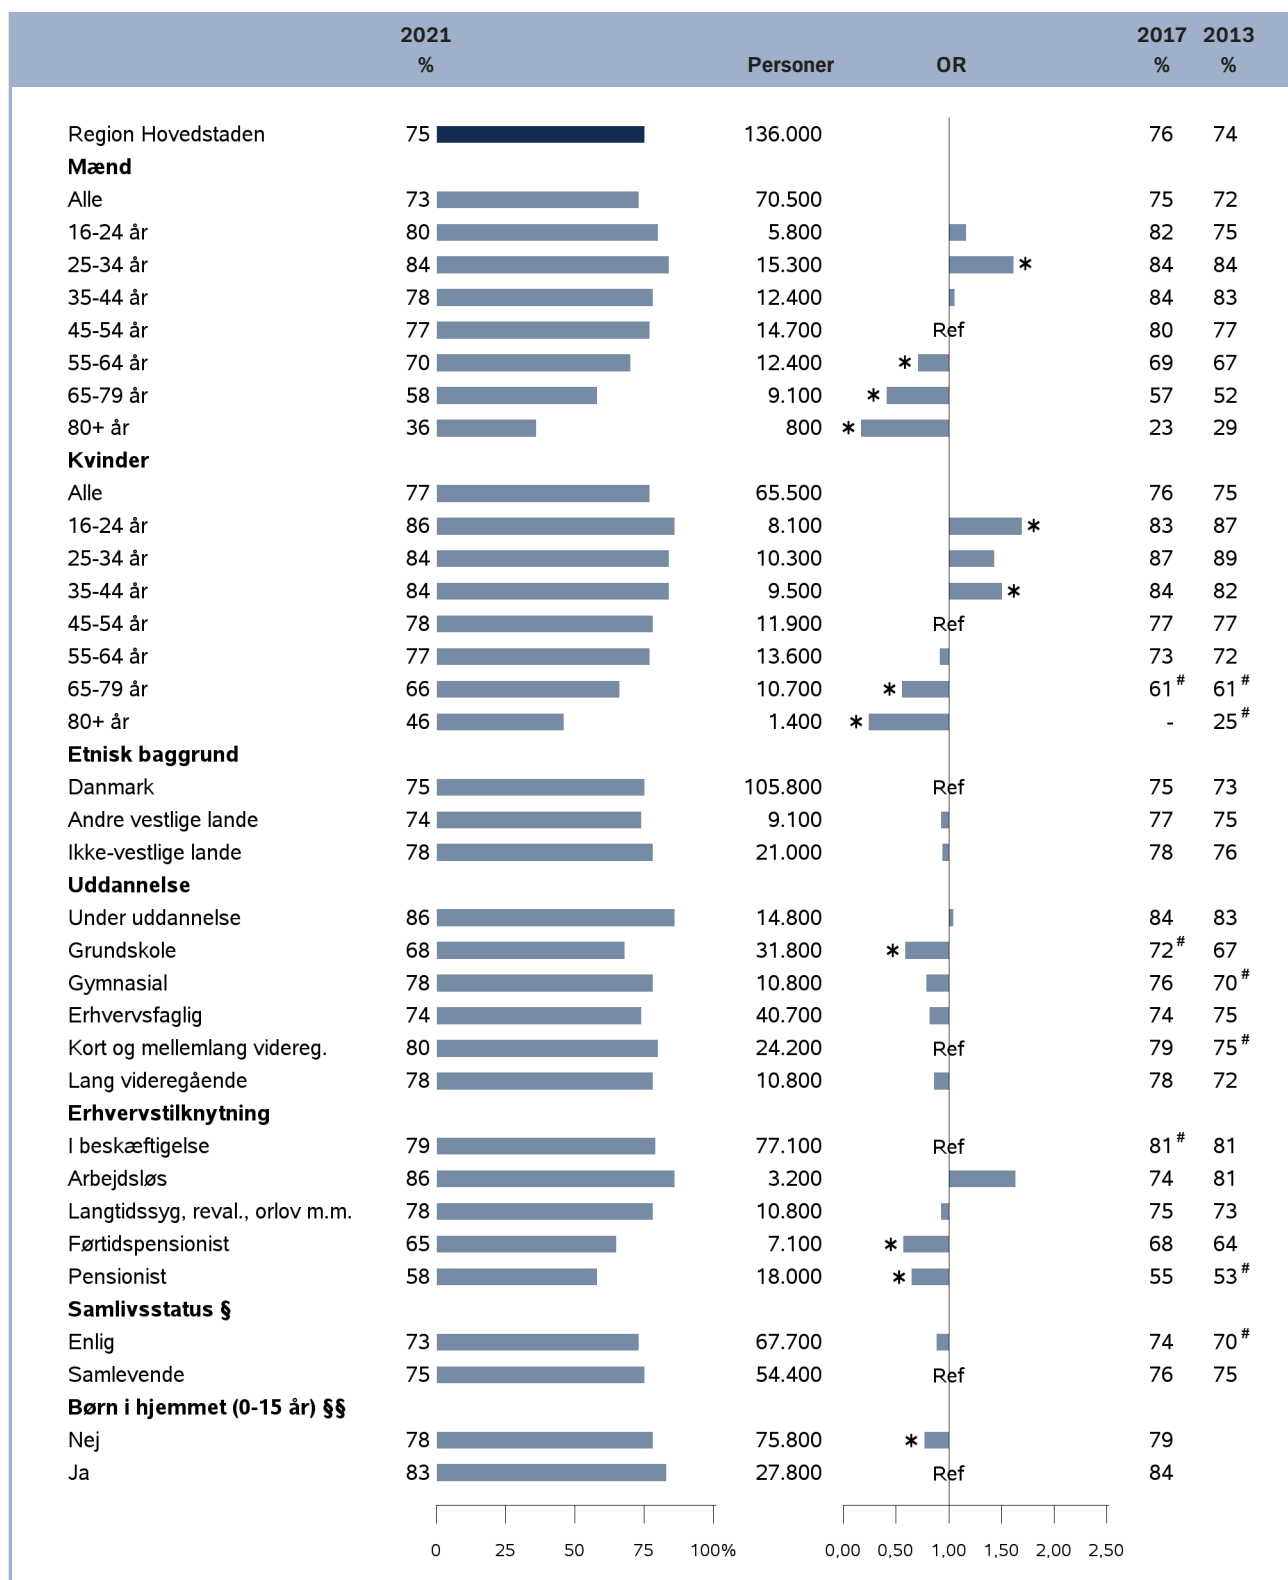 2021 2017 2013
% Personer OR % %
Region Hovedstaden 75 136.000 76 74
Mænd
Alle 73 70.500 75 72
16-24 år 80 5.800 82 75
25-34 år 84 15.300 * 84 84
35-44 år 78 12.400 84 83
45-54 år 77 14.700 Ref 80 77
55-64 år 70 12.400 * 69 67
65-79 år 58 9.100 * 57 52
80+ år 36 800 * 23 29
Kvinder
Alle 77 65.500 76 75
16-24 år 86 8.100 * 83 87
25-34 år 84 10.300 87 89
35-44 år 84 9.500 * 84 82
45-54 år 78 11.900 Ref 77 77
55-64 år 77 13.600 73 72
65-79 år 66 10.700 * 61# 61#
80+ år 46 1.400 * - 25#
Etnisk baggrund
Danmark 75 105.800 Ref 75 73
Andre vestlige lande 74 9.100 77 75
Ikke-vestlige lande 78 21.000 78 76
Uddannelse
Under uddannelse 86 14.800 84 83
Grundskole 68 31.800 * 72# 67
Gymnasial 78 10.800 76 70#
Erhvervsfaglig 74 40.700 74 75
Kort og mellemlang videreg. 80 24.200 Ref 79 75#
Lang videregående 78 10.800 78 72
Erhvervstilknytning
I beskæftigelse 79 77.100 Ref 81# 81
Arbejdsløs 86 3.200 74 81
Langtidssyg, reval., orlov m.m. 78 10.800 75 73
Førtidspensionist 65 7.100 * 68 64
Pensionist 58 18.000 * 55 53#
Samlivsstatus §
Enlig 73 67.700 74 70#
Samlevende 75 54.400 Ref 76 75
Børn i hjemmet (0-15 år) §§
Nej 78 75.800 * 79
Ja 83 27.800 Ref 84
0 25 50 75 100% 0,00 0,50 1,00 1,50 2,00 2,50